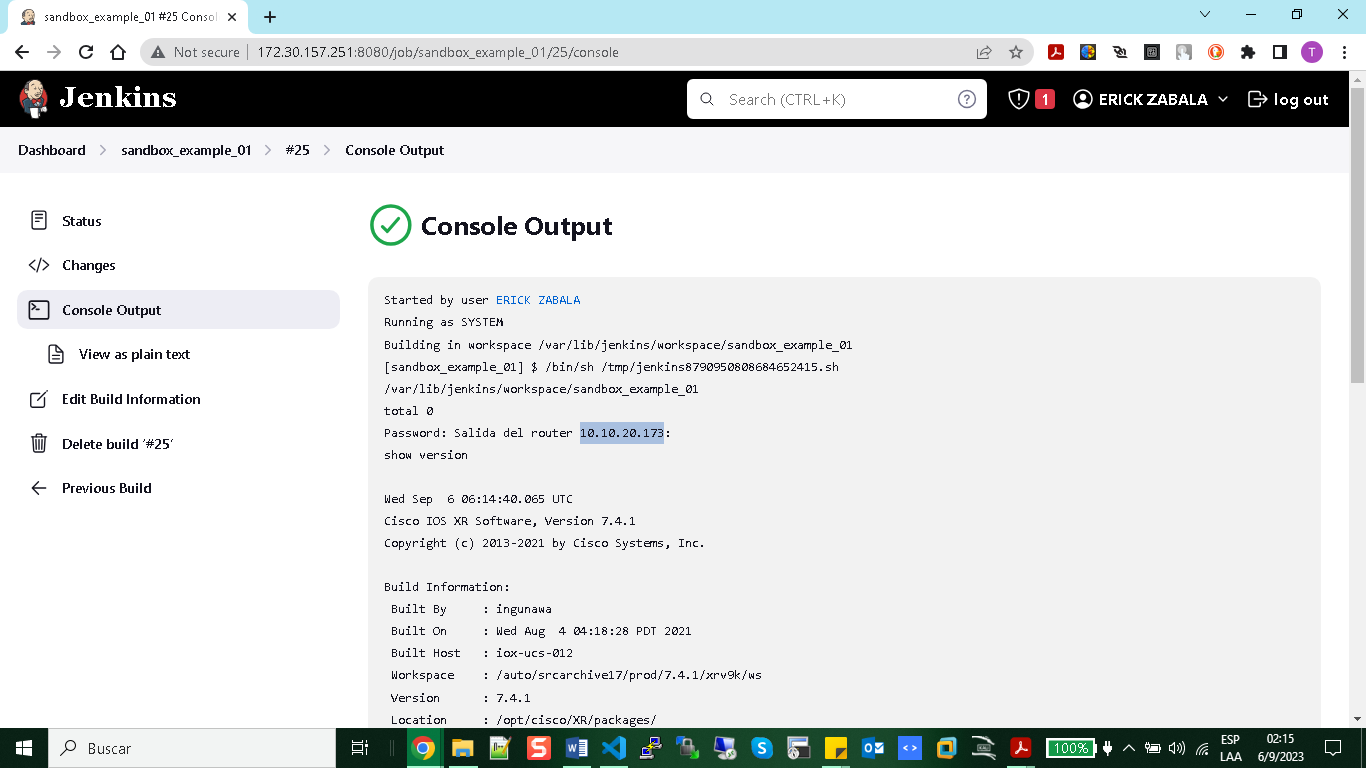 sandbox_example_01 #25 Consol
Not secure
172.30.157.251:8080/job/sandbox_example_01/25/console
T
Jenkins
Search (CTRL+K)
?
1
ERICK ZABALA
log out
Dashboard
sandbox_example_01
#25
Console Output
Status
Changes
Console Output
View as plain text
Edit Build Information
Delete build ‘#25’
Previous Build
Console Output
Started by user ERICK ZABALA
Running as SYSTEM
Building in workspace /var/lib/jenkins/workspace/sandbox_example_01
[sandbox_example_01] $ /bin/sh /tmp/jenkins8790950808684652415.sh
/var/lib/jenkins/workspace/sandbox_example_01
total 0
Password: Salida del router 10.10.20.173:
show version
Wed Sep  6 06:14:40.065 UTC
Cisco IOS XR Software, Version 7.4.1
Copyright (c) 2013-2021 by Cisco Systems, Inc.
Build Information:
Built By     : ingunawa
Built On     : Wed Aug  4 04:18:28 PDT 2021
Built Host   : iox-ucs-012
Workspace    : /auto/srcarchive17/prod/7.4.1/xrv9k/ws
Version      : 7.4.1
Location     : /opt/cisco/XR/packages/
Buscar
100%
ESP
LAA
02:15
6/9/2023